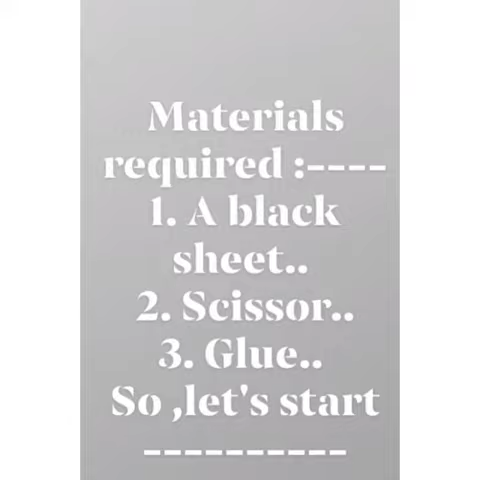 Materials
required :----
1. A black
sheet..
2. Scissor..
3. Glue..
So ,let's start
----------